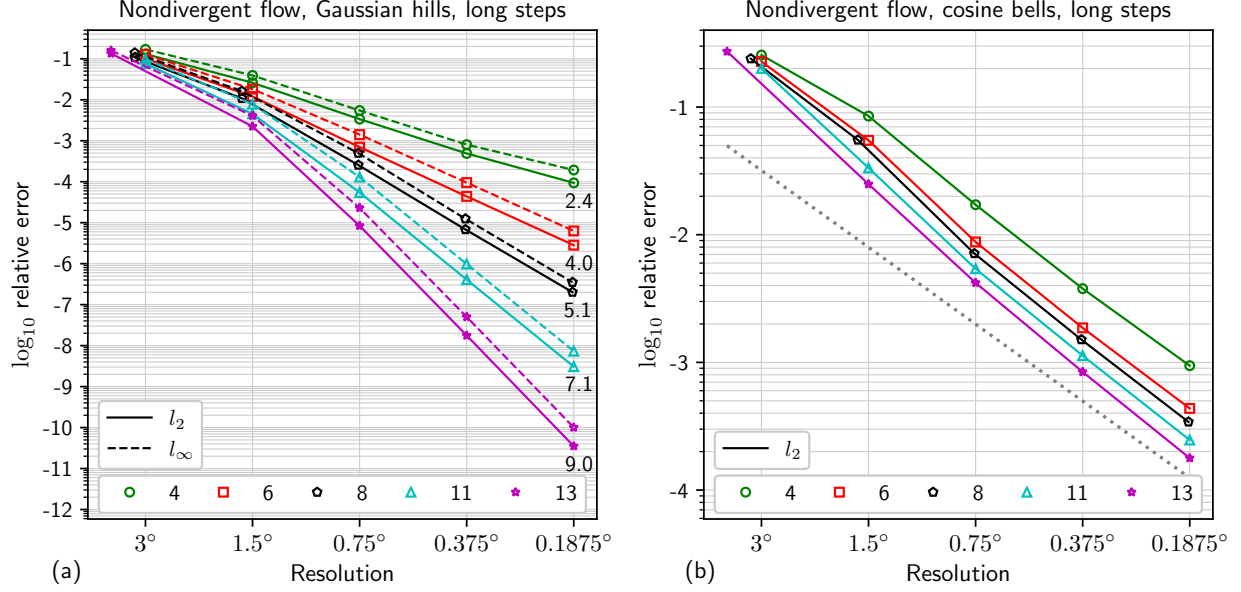 Nondivergent flow, Gaussian hills, long steps
log₁₀ relative error
-1
-2
-3
-4
-5
-6
-7
-8
-9
-10
-11
-12
2.4
4.0
5.1
7.1
9.0
l₂
l∞
4 6 8 11 13
3° 1.5° 0.75° 0.375° 0.1875°
Resolution
(a)
Nondivergent flow, cosine bells, long steps
log₁₀ relative error
-1
-2
-3
-4
l₂
4 6 8 11 13
3° 1.5° 0.75° 0.375° 0.1875°
Resolution
(b)